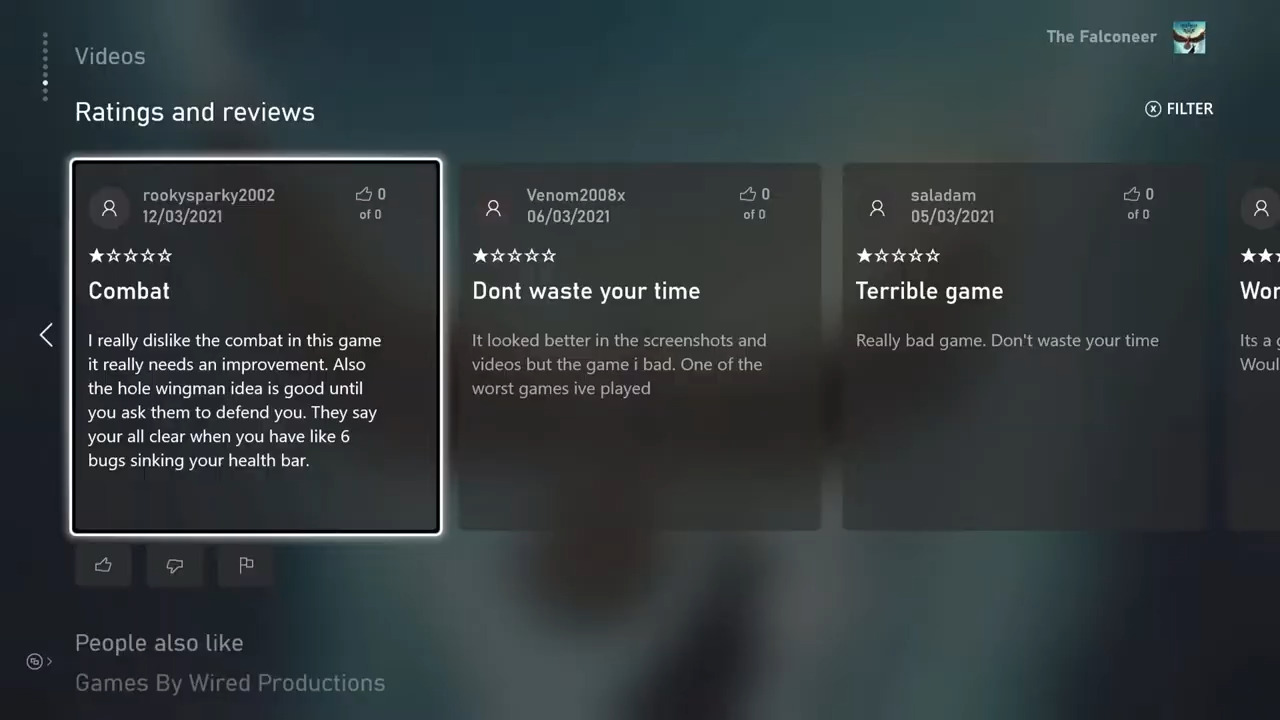 The Falconeer
Videos
Ratings and reviews
FILTER
rookysparky2002
12/03/2021
0
of 0
Combat
I really dislike the combat in this game
it really needs an improvement. Also
the hole wingman idea is good until
you ask them to defend you. They say
your all clear when you have like 6
bugs sinking your health bar.
Venom2008x
06/03/2021
0
of 0
Dont waste your time
It looked better in the screenshots and
videos but the game i bad. One of the
worst games ive played
saladam
05/03/2021
0
of 0
Terrible game
Really bad game. Don't waste your time
Its a
People also like
Games By Wired Productions